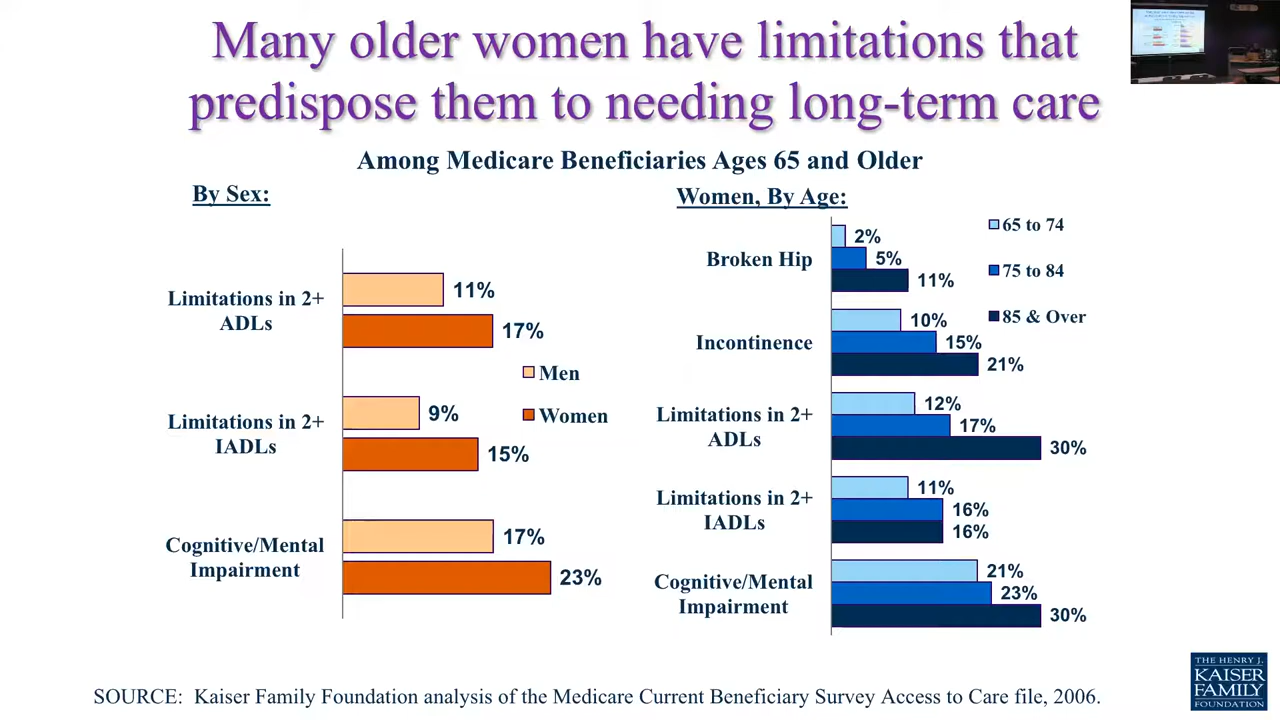 Many older women have limitations that
predispose them to needing long-term care
Among Medicare Beneficiaries Ages 65 and Older
By Sex:
Limitations in 2+
ADLs
11%
17%
Limitations in 2+
IADLs
9%
15%
Cognitive/Mental
Impairment
17%
23%
Men
Women
Women, By Age:
65 to 74
75 to 84
85 & Over
Broken Hip
2%
5%
11%
Incontinence
10%
15%
21%
Limitations in 2+
ADLs
12%
17%
30%
Limitations in 2+
IADLs
11%
16%
16%
Cognitive/Mental
Impairment
21%
23%
30%
SOURCE: Kaiser Family Foundation analysis of the Medicare Current Beneficiary Survey Access to Care file, 2006.
THE HENRY J.
KAISER
FAMILY
FOUNDATION